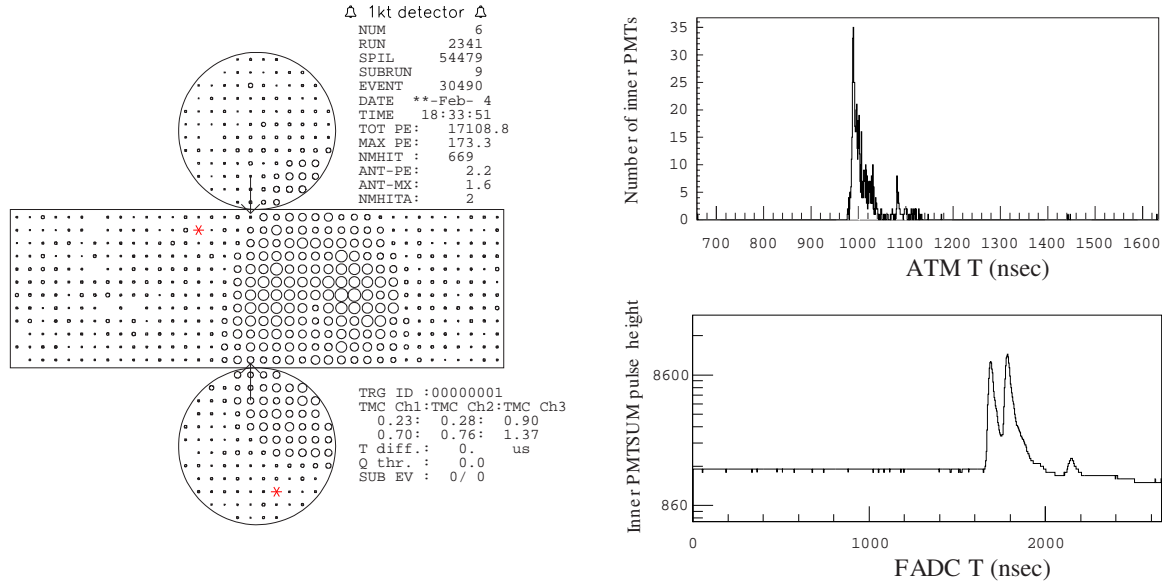 1kt detector
NUM 6
RUN 2341
SPIL 54479
SUBRUN 9
EVENT 30490
DATE **-Feb- 4
TIME 18:33:51
TOT PE: 17108.8
MAX PE: 173.3
NMHIT : 669
ANT-PE: 2.2
ANT-MX: 1.6
NMHITA: 2
TRG ID :00000001
TMC Ch1:TMC Ch2:TMC Ch3
0.23: 0.28: 0.90
0.70: 0.76: 1.37
T diff.: 0. us
Q thr. : 0.0
SUB EV : 0/ 0
Number of inner PMTs
35
30
25
20
15
10
5
0
700 800 900 1000 1100 1200 1300 1400 1500 1600
ATM T (nsec)
Inner PMTSUM pulse height
8600
860
0 1000 2000
FADC T (nsec)